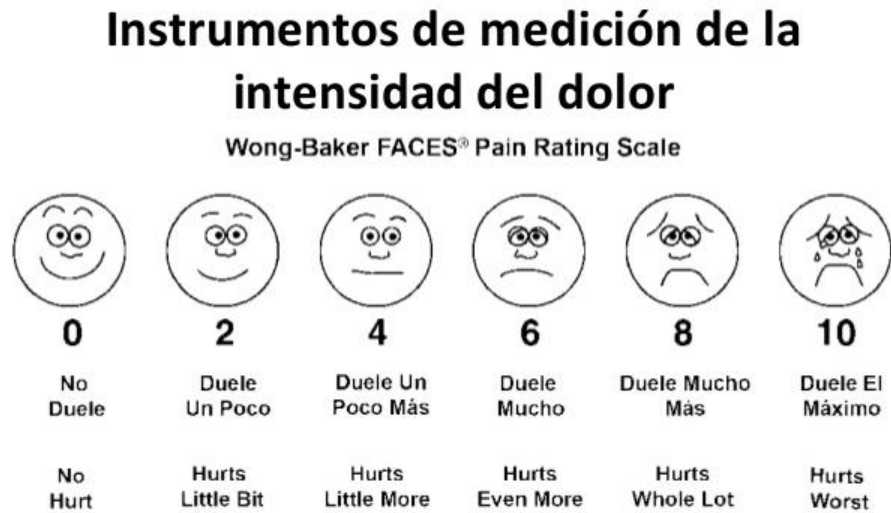 Instrumentos de medición de la
intensidad del dolor
Wong-Baker FACES® Pain Rating Scale
0 2 4 6 8 10
No Duele Duele Un Duele Duele Mucho Duele El
Duele Un Poco Poco Más Mucho Más Máximo
No Hurts Hurts Hurts Hurts Hurts
Hurt Little Bit Little More Even More Whole Lot Worst